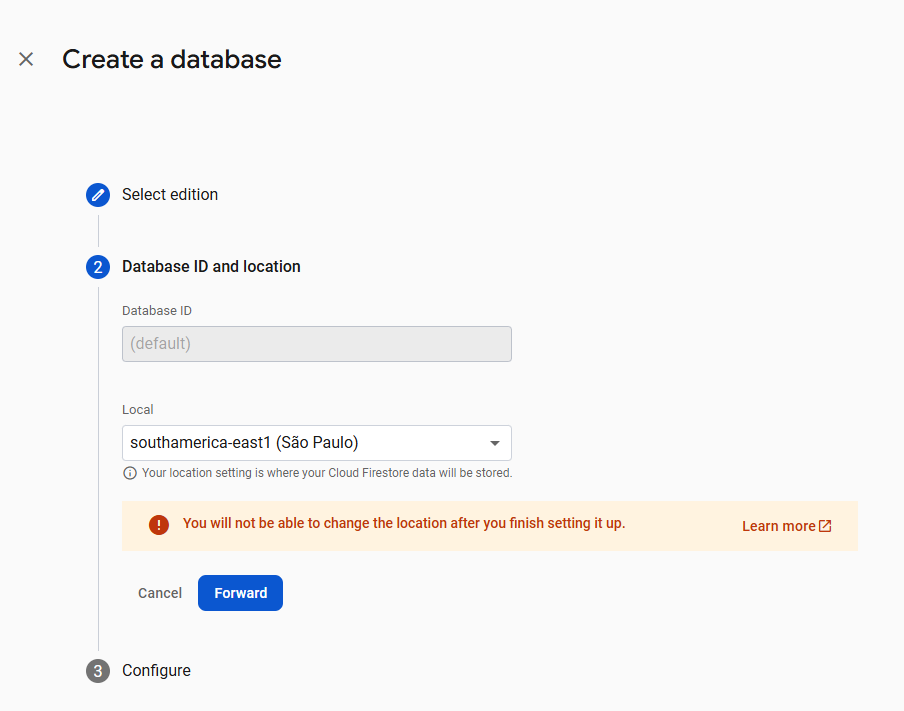 Create a database
Select edition
2 Database ID and location
Database ID
(default)
Local
southamerica-east1 (São Paulo)
Your location setting is where your Cloud Firestore data will be stored.
You will not be able to change the location after you finish setting it up. Learn more
Cancel Forward
3 Configure